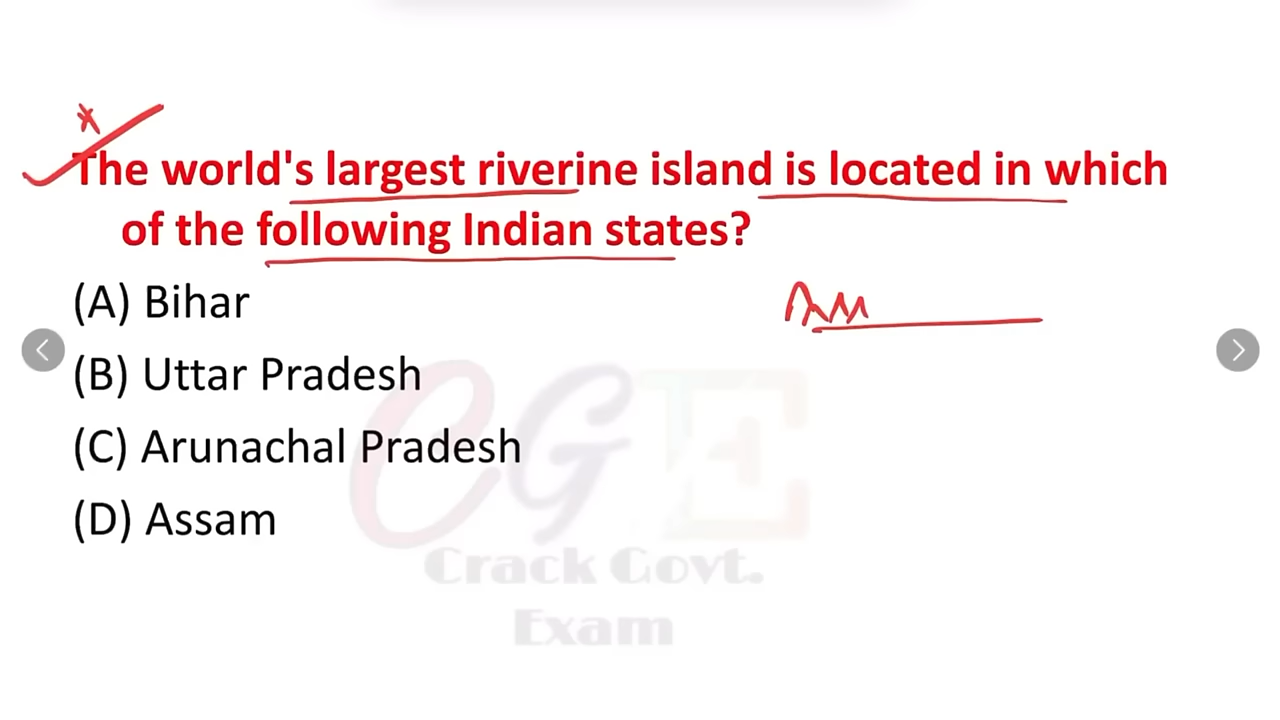 The world's largest riverine island is located in which
of the following Indian states?
(A) Bihar
(B) Uttar Pradesh
(C) Arunachal Pradesh
(D) Assam
CGE
Crack Govt.
Exam